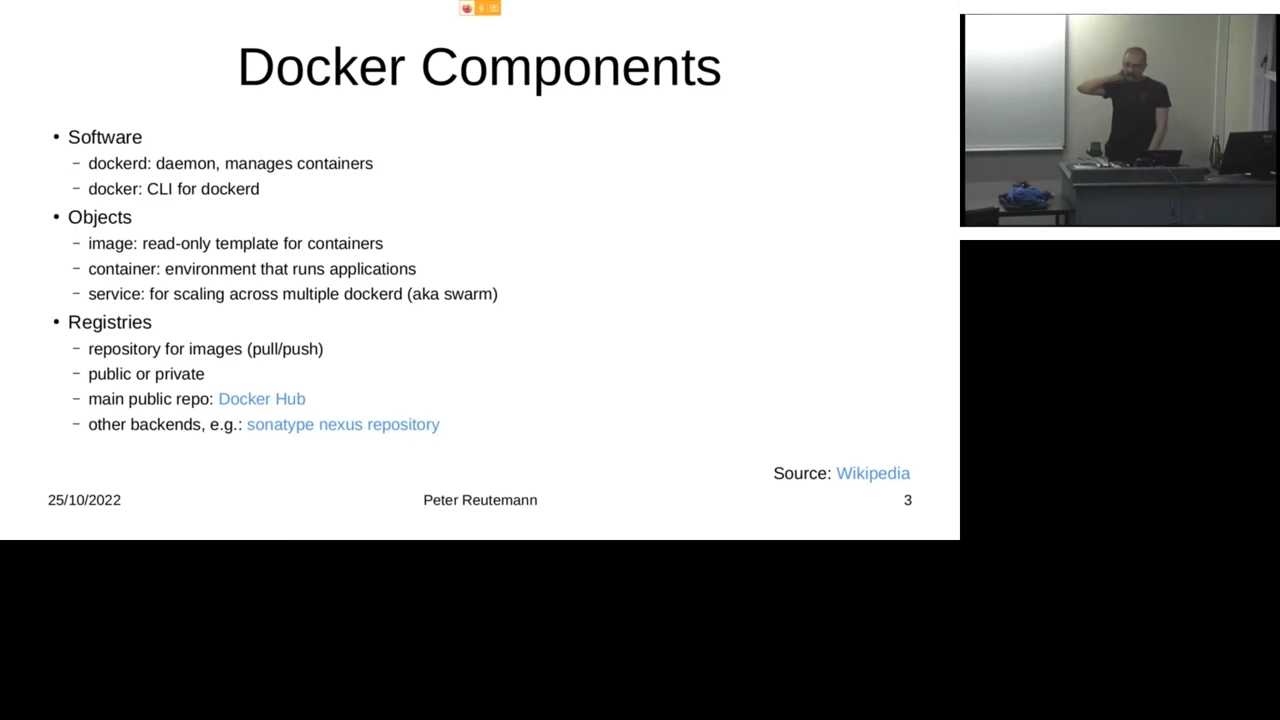 Docker Components
• Software
– dockerd: daemon, manages containers
– docker: CLI for dockerd
• Objects
– image: read-only template for containers
– container: environment that runs applications
– service: for scaling across multiple dockerd (aka swarm)
• Registries
– repository for images (pull/push)
– public or private
– main public repo: Docker Hub
– other backends, e.g.: sonatype nexus repository
Source: Wikipedia
25/10/2022 Peter Reutemann 3